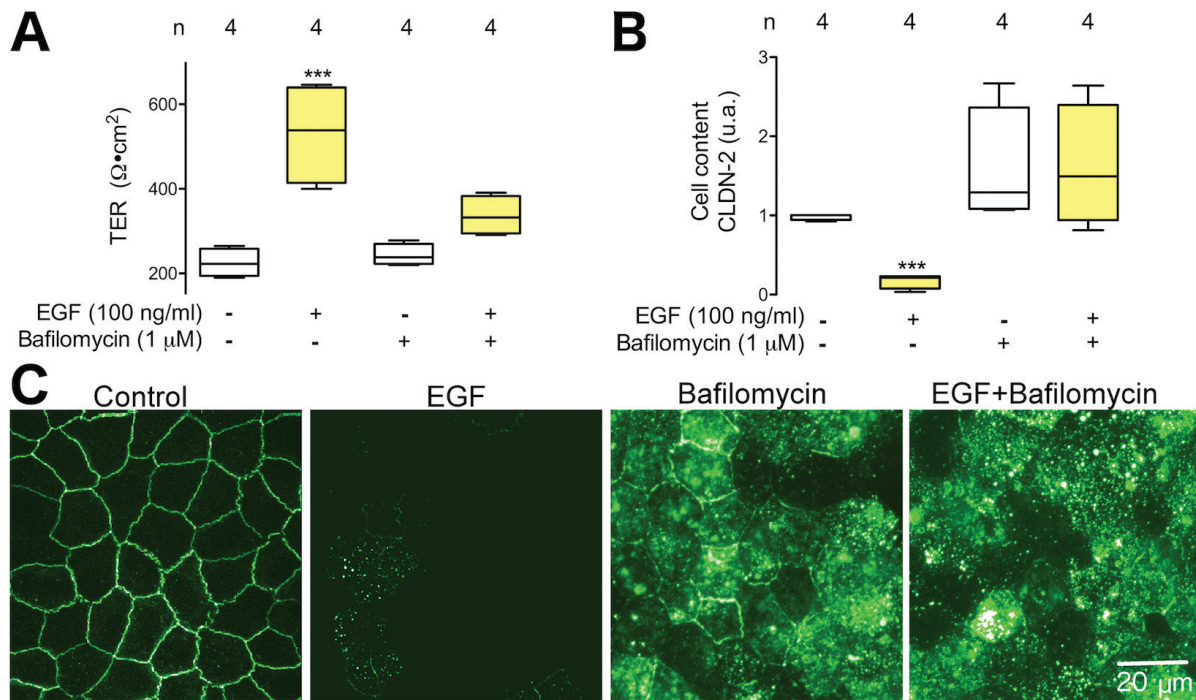 A
n 4 4 4 4
***
TER (Ω•cm²)
600
400
200
EGF (100 ng/ml) - + - +
Bafilomycin (1 μM) - - + +
B
n 4 4 4 4
Cell content
CLDN-2 (u.a.)
3
2
1
0
***
EGF (100 ng/ml) - + - +
Bafilomycin (1 μM) - - + +
C
Control
EGF
Bafilomycin
EGF+Bafilomycin
20 μm